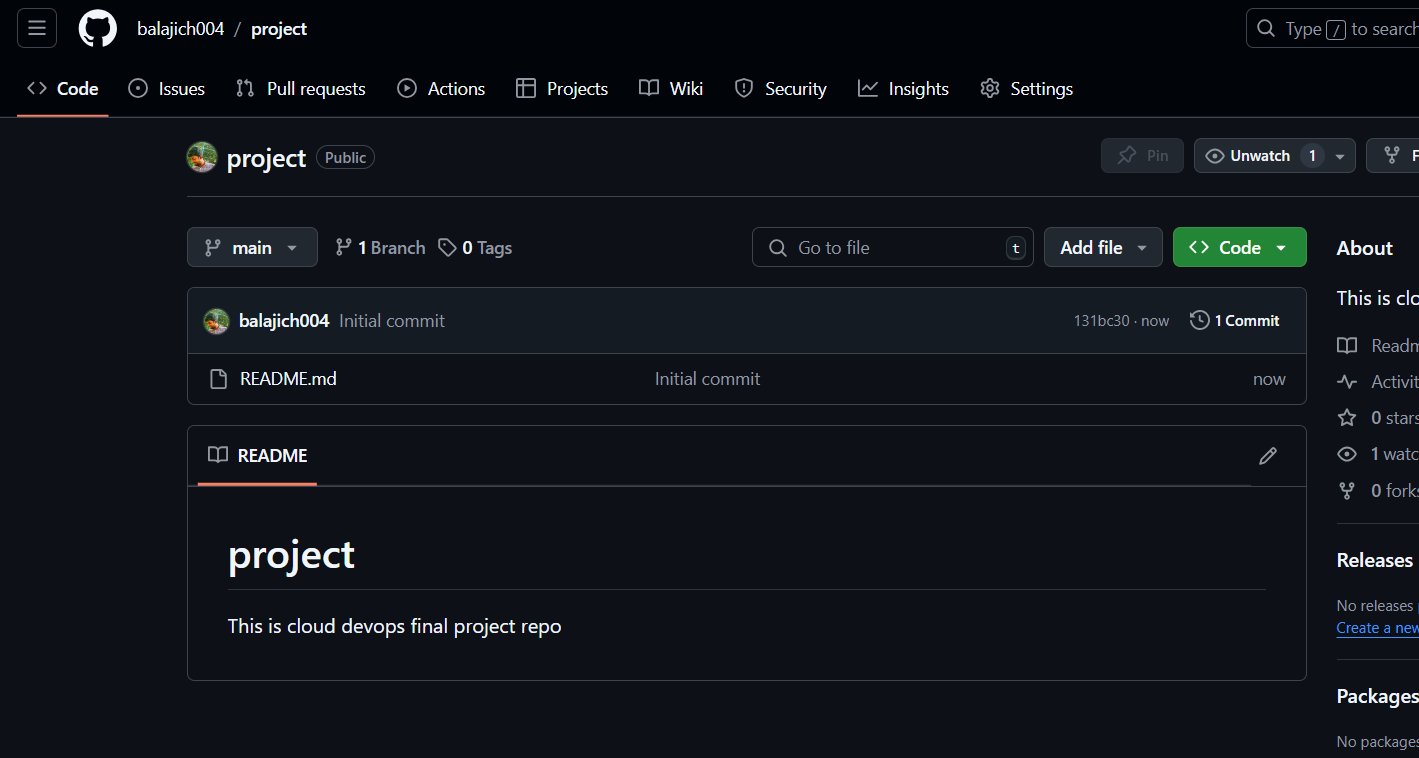 balajich004 / project
Type / to search
Code Issues Pull requests Actions Projects Wiki Security Insights Settings
project Public
Pin Unwatch 1 F
main 1 Branch 0 Tags Go to file t Add file Code
balajich004 Initial commit 131bc30 · now 1 Commit
README.md Initial commit now
README
project
This is cloud devops final project repo
About
This is clo
Readm
Activit
0 stars
1 watc
0 forks
Releases
No releases
Create a new
Packages
No packages